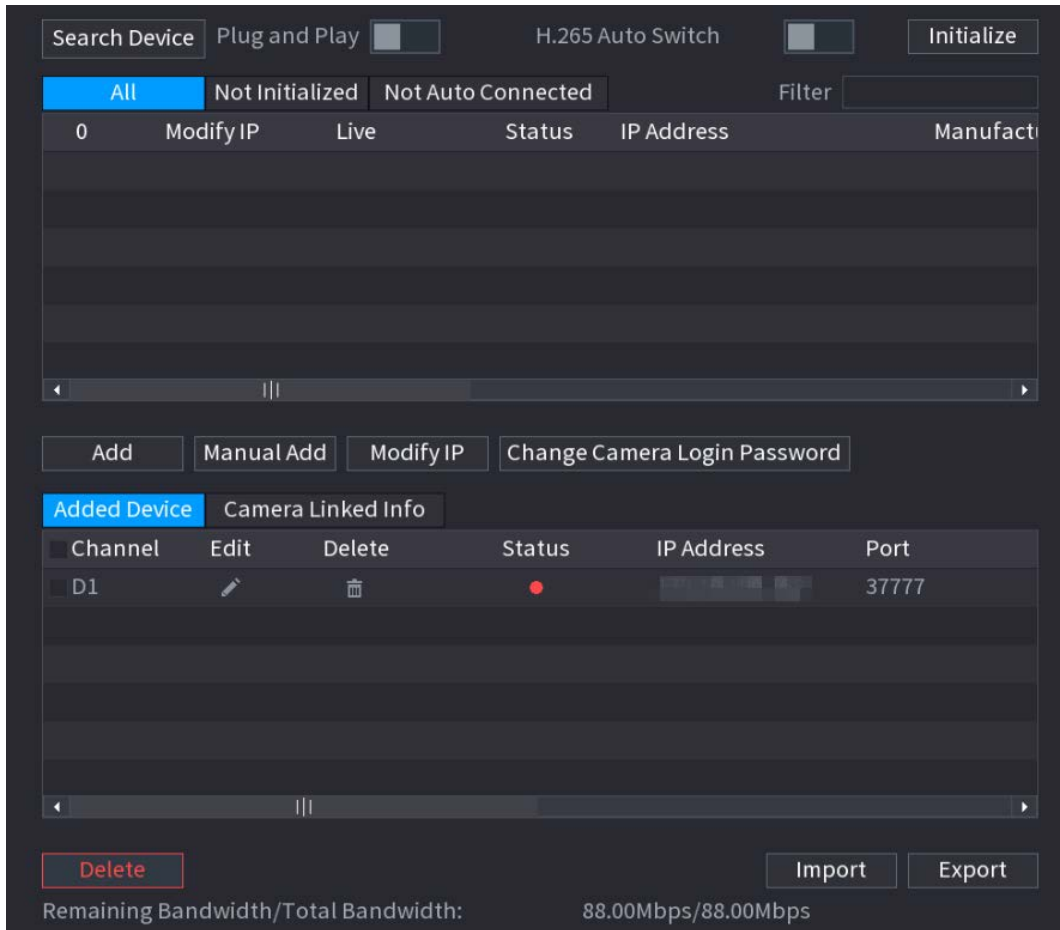 Search Device Plug and Play H.265 Auto Switch Initialize
All Not Initialized Not Auto Connected Filter
0 Modify IP Live Status IP Address Manufact
Add Manual Add Modify IP Change Camera Login Password
Added Device Camera Linked Info
Channel Edit Delete Status IP Address Port
D1 37777
Delete Import Export
Remaining Bandwidth/Total Bandwidth: 88.00Mbps/88.00Mbps